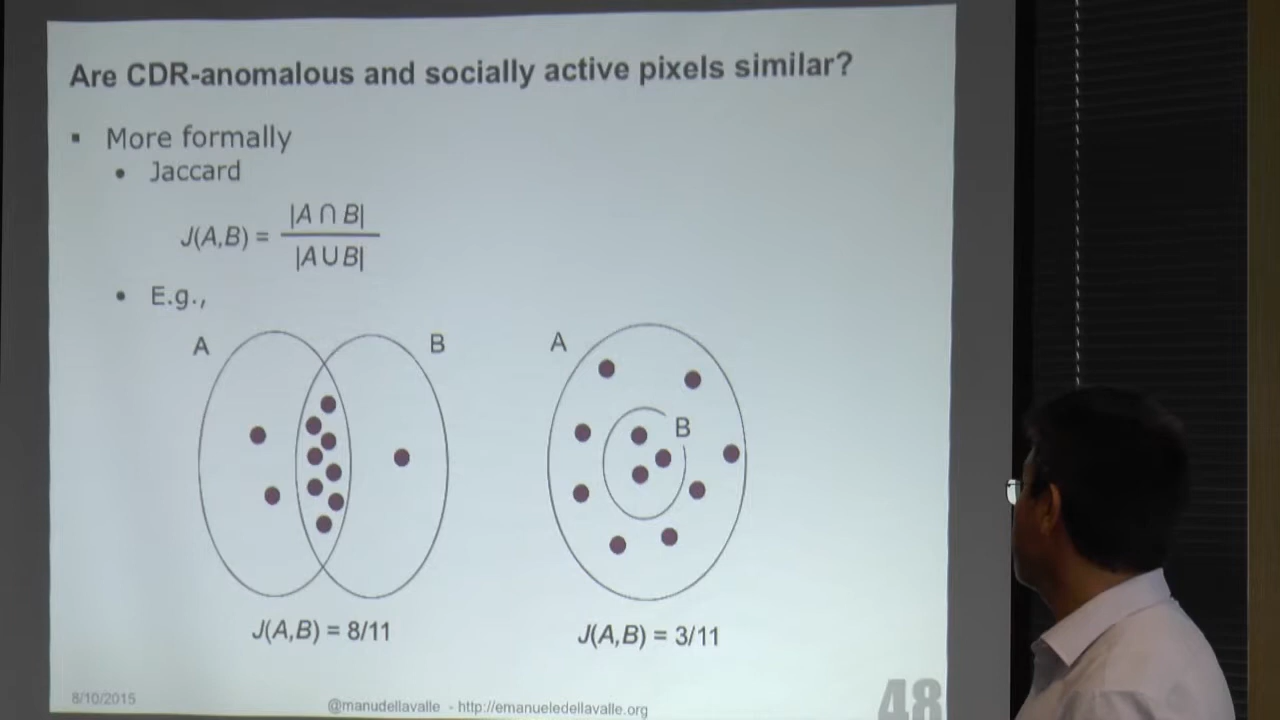 Are CDR-anomalous and socially active pixels similar?
▪ More formally
• Jaccard
J(A,B) = |A ∩ B| / |A ∪ B|
• E.g.,
A B A B
J(A,B) = 8/11 J(A,B) = 3/11
8/10/2015 @manudellavalle - http://emanueledellavalle.org 48